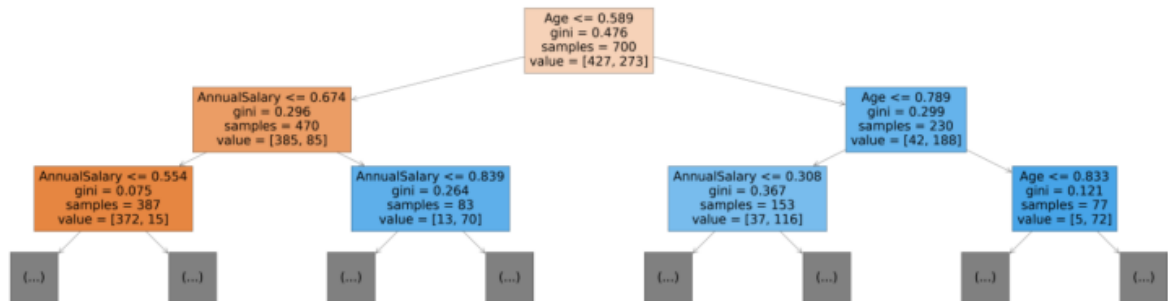 Age <= 0.589
gini = 0.476
samples = 700
value = [427, 273]
AnnualSalary <= 0.674
gini = 0.296
samples = 470
value = [385, 85]
Age <= 0.789
gini = 0.299
samples = 230
value = [42, 188]
AnnualSalary <= 0.554
gini = 0.075
samples = 387
value = [372, 15]
AnnualSalary <= 0.839
gini = 0.264
samples = 83
value = [13, 70]
AnnualSalary <= 0.308
gini = 0.367
samples = 153
value = [37, 116]
Age <= 0.833
gini = 0.121
samples = 77
value = [5, 72]
(...)
(...)
(...)
(...)
(...)
(...)
(...)
(...)